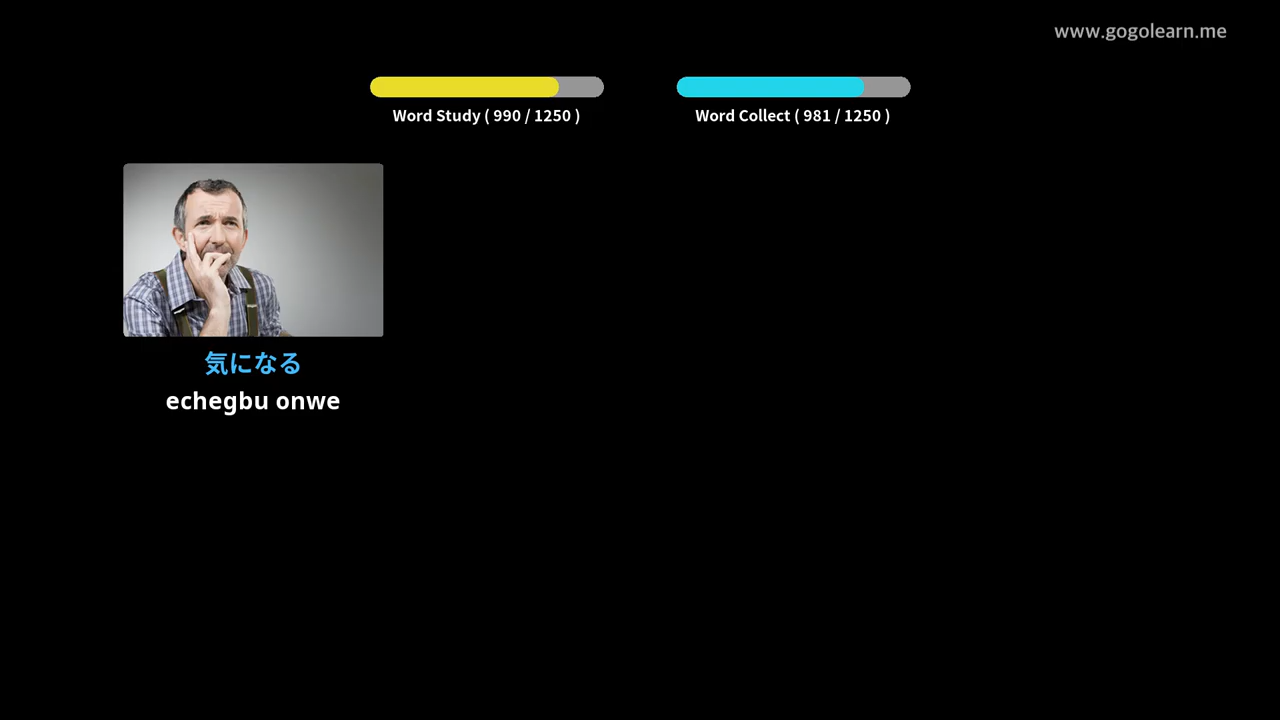 www.gogolearn.me
Word Study ( 990 / 1250 )
Word Collect ( 981 / 1250 )
気になる
echegbu onwe